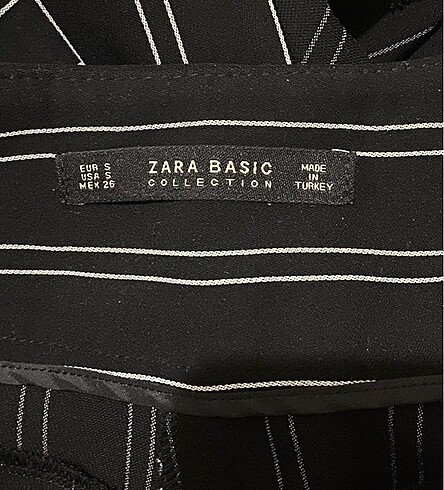 EUR S
USA S
MEX 26
ZARA BASIC
COLLECTION
MADE
IN
TURKEY